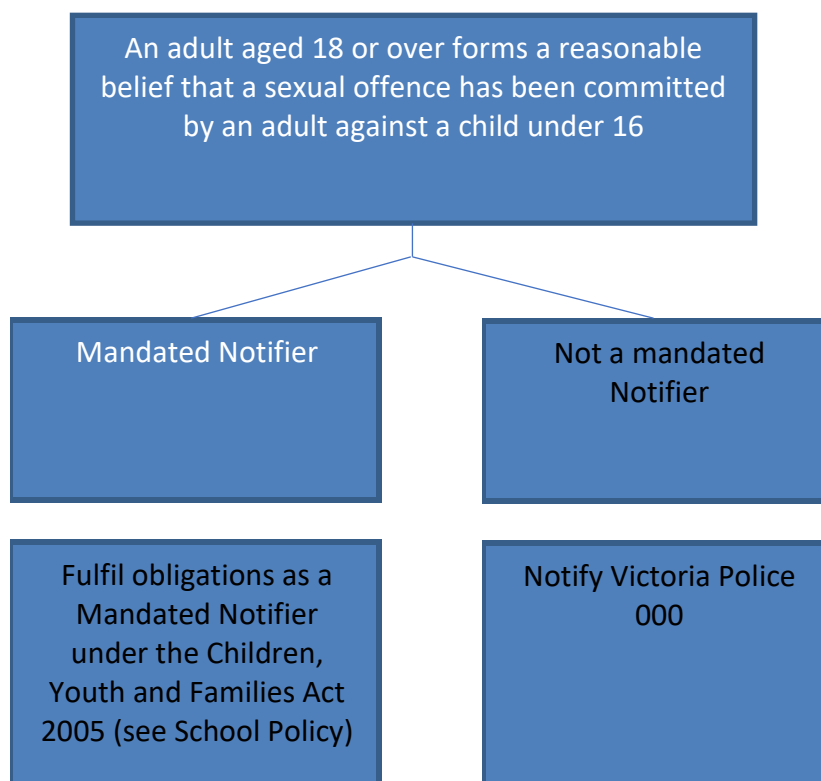 An adult aged 18 or over forms a reasonable
belief that a sexual offence has been committed
by an adult against a child under 16
Mandated Notifier
Not a mandated
Notifier
Fulfil obligations as a
Mandated Notifier
under the Children,
Youth and Families Act
2005 (see School Policy)
Notify Victoria Police
000